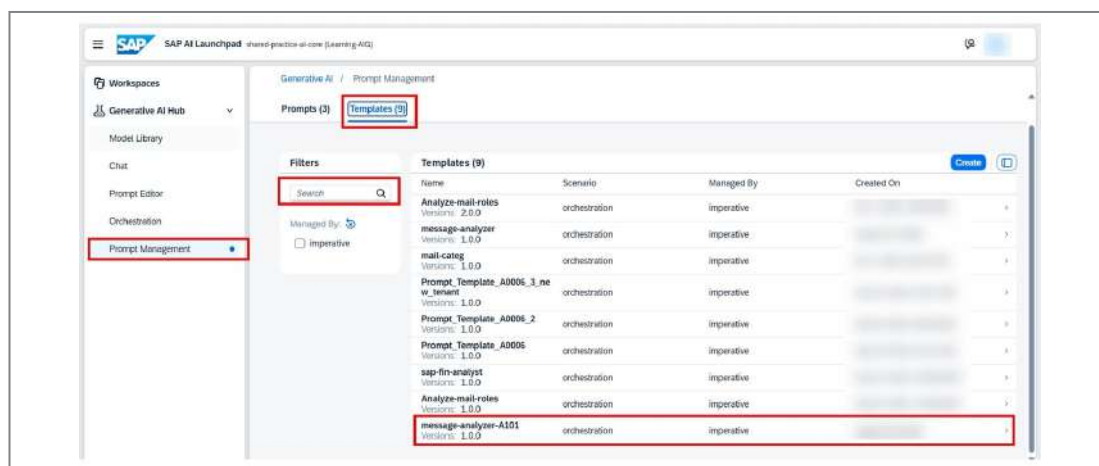 SAP SAP AI Launchpad shared-practice-ai-core (Learning-AIQ)
Workspaces
Generative AI Hub
Model Library
Chat
Prompt Editor
Orchestration
Prompt Management
Generative AI / Prompt Management
Prompts (3) Templates (9)
Filters
Search
Managed By:
imperative
Templates (9) Create
Name Scenario Managed By Created On
Analyze-mail-roles
Versions: 2.0.0 orchestration imperative
message-analyzer
Versions: 1.0.0 orchestration imperative
mail-categ
Versions: 1.0.0 orchestration imperative
Prompt_Template_A0006_3_ne
w_tenant
Versions: 1.0.0 orchestration imperative
Prompt_Template_A0006_2
Versions: 1.0.0 orchestration imperative
Prompt_Template_A0006
Versions: 1.0.0 orchestration imperative
sap-fin-analyst
Versions: 1.0.0 orchestration imperative
Analyze-mail-roles
Versions: 1.0.0 orchestration imperative
message-analyzer-A101
Versions: 1.0.0 orchestration imperative